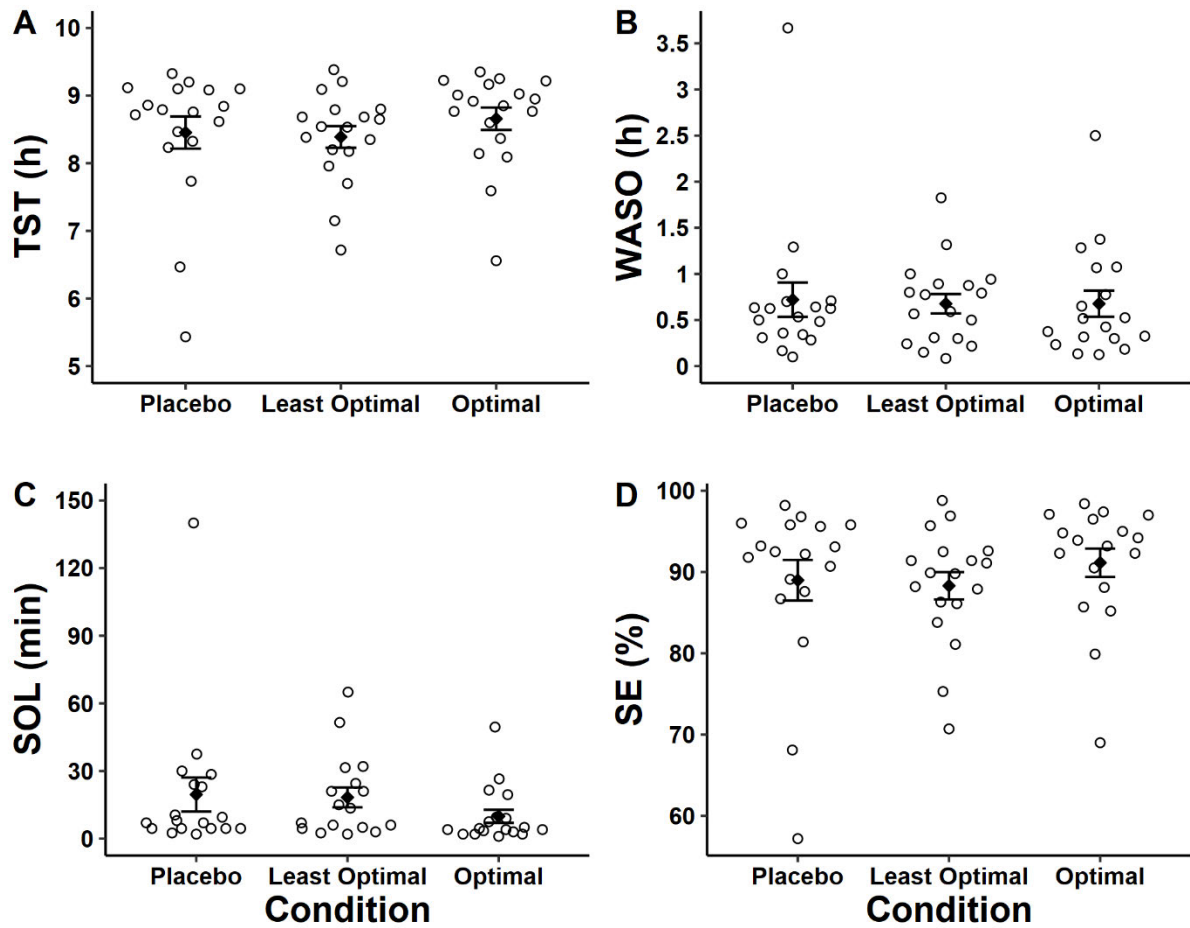 A
TST (h)
10
9
8
7
6
5
Placebo Least Optimal Optimal
B
WASO (h)
3.5
3
2.5
2
1.5
1
0.5
0
Placebo Least Optimal Optimal
C
SOL (min)
150
120
90
60
30
0
Placebo Least Optimal Optimal
Condition
D
SE (%)
100
90
80
70
60
Placebo Least Optimal Optimal
Condition